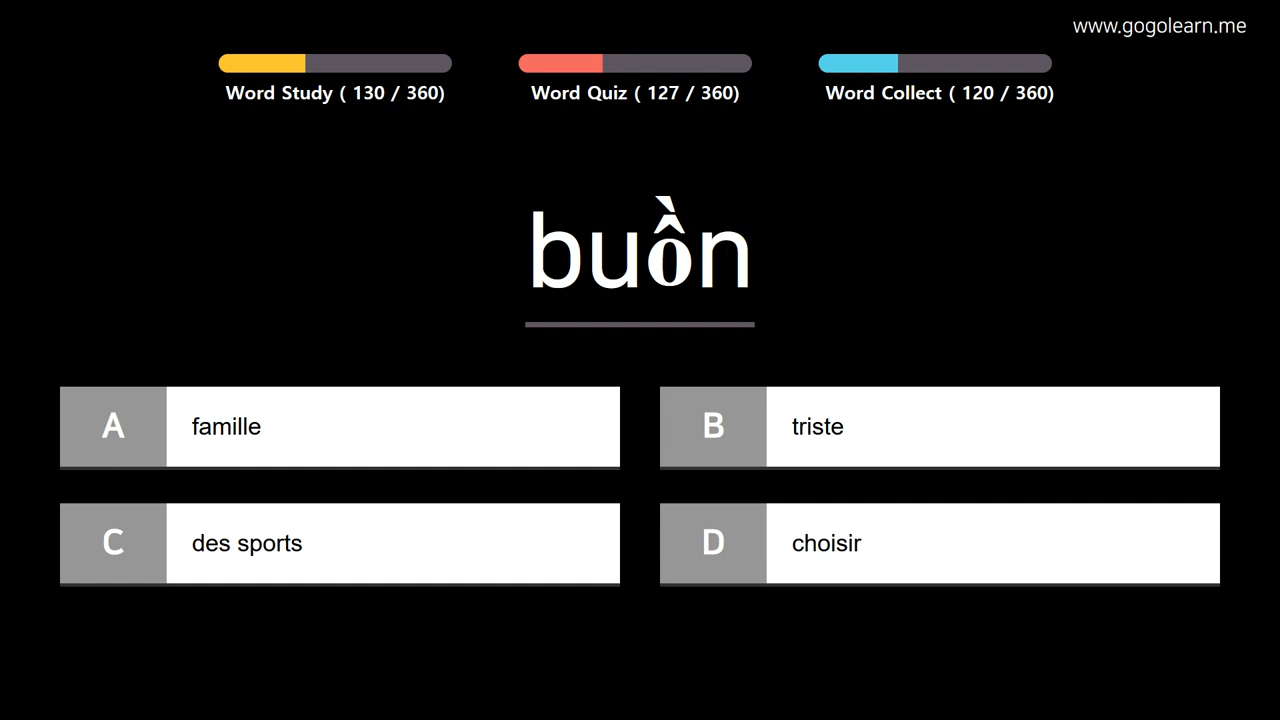 www.gogolearn.me
Word Study ( 130 / 360)
Word Quiz ( 127 / 360)
Word Collect ( 120 / 360)
buồn
A famille
B triste
C des sports
D choisir